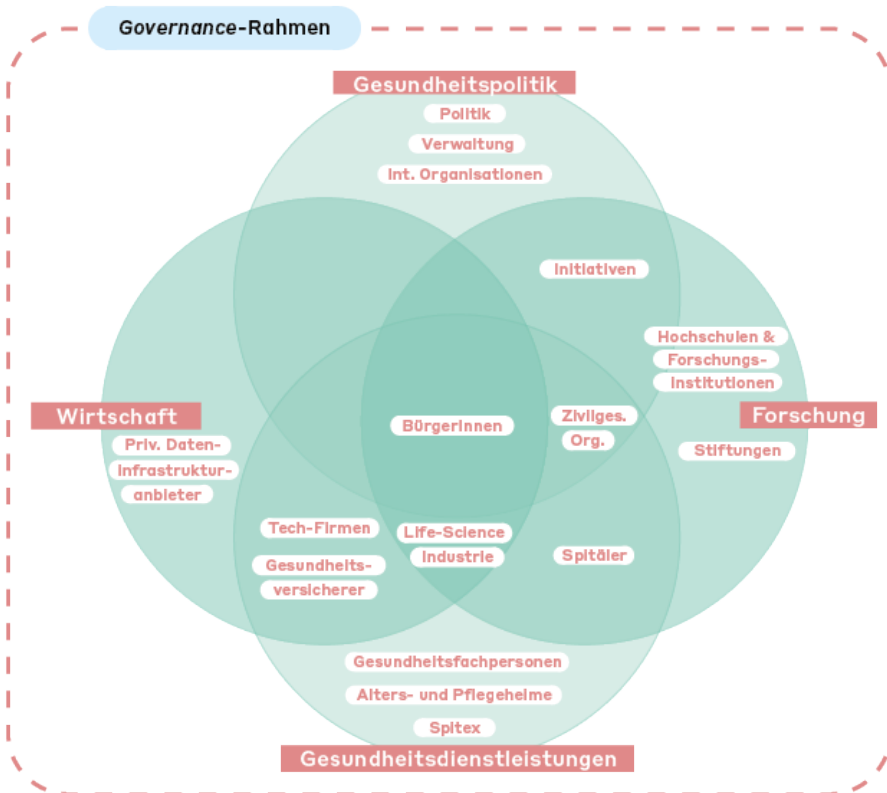 Governance-Rahmen
Gesundheitspolitik
Politik
Verwaltung
Int. Organisationen
Initiativen
Hochschulen &
Forschungs-
Institutionen
Wirtschaft
Forschung
Priv. Daten-
infrastruktur-
anbieter
BürgerInnen
Zivilges.
Org.
Stiftungen
Tech-Firmen
Gesundheits-
versicherer
Life-Science
Industrie
Spitäler
Gesundheitsfachpersonen
Alters- und Pflegeheime
Spitex
Gesundheitsdienstleistungen